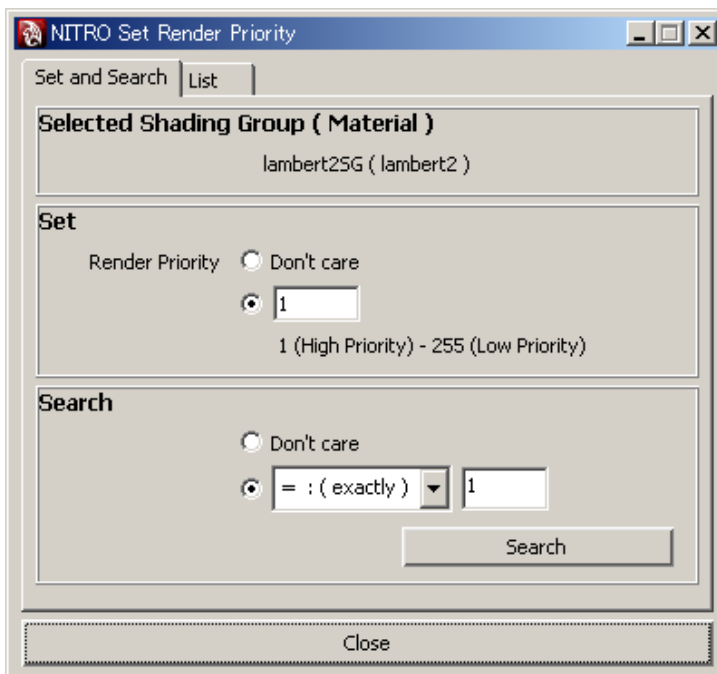 NITRO Set Render Priority
Set and Search List
Selected Shading Group ( Material )
lambert2SG ( lambert2 )
Set
Render Priority Don't care
1
1 (High Priority) - 255 (Low Priority)
Search
Don't care
= : ( exactly ) 1
Search
Close